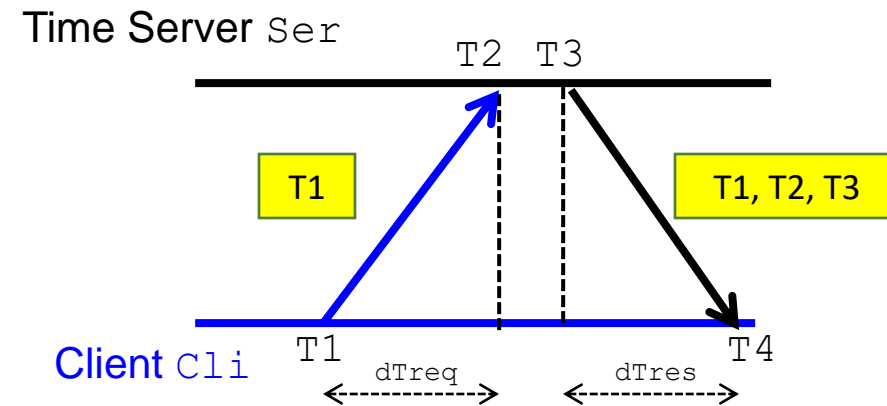 Time Server Ser
T2 T3
T1
T1, T2, T3
Client Cli
T1
T4
dTreq
dTres